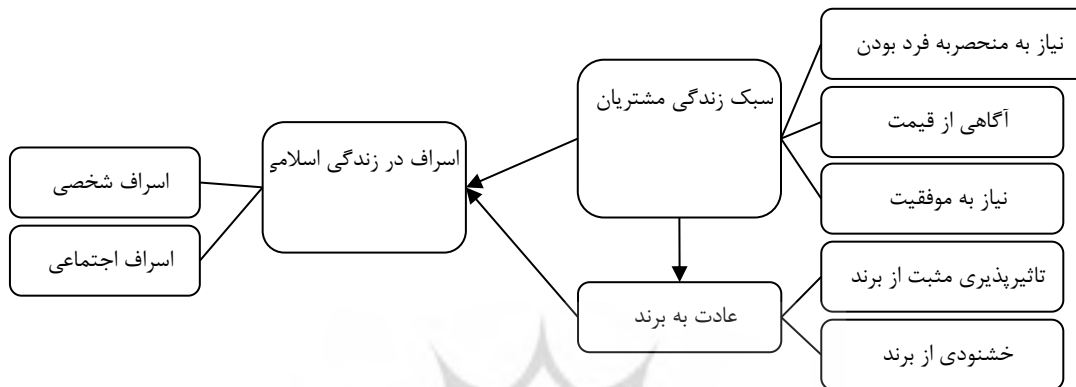 نیاز به منحصربه فرد بودن
سبک زندگی مشتریان
آگاهی از قیمت
اسراف در زندگی اسلامی
اسراف شخصی
نیاز به موفقیت
اسراف اجتماعی
تاثیرپذیری مثبت از برند
عادت به برند
خشنودی از برند